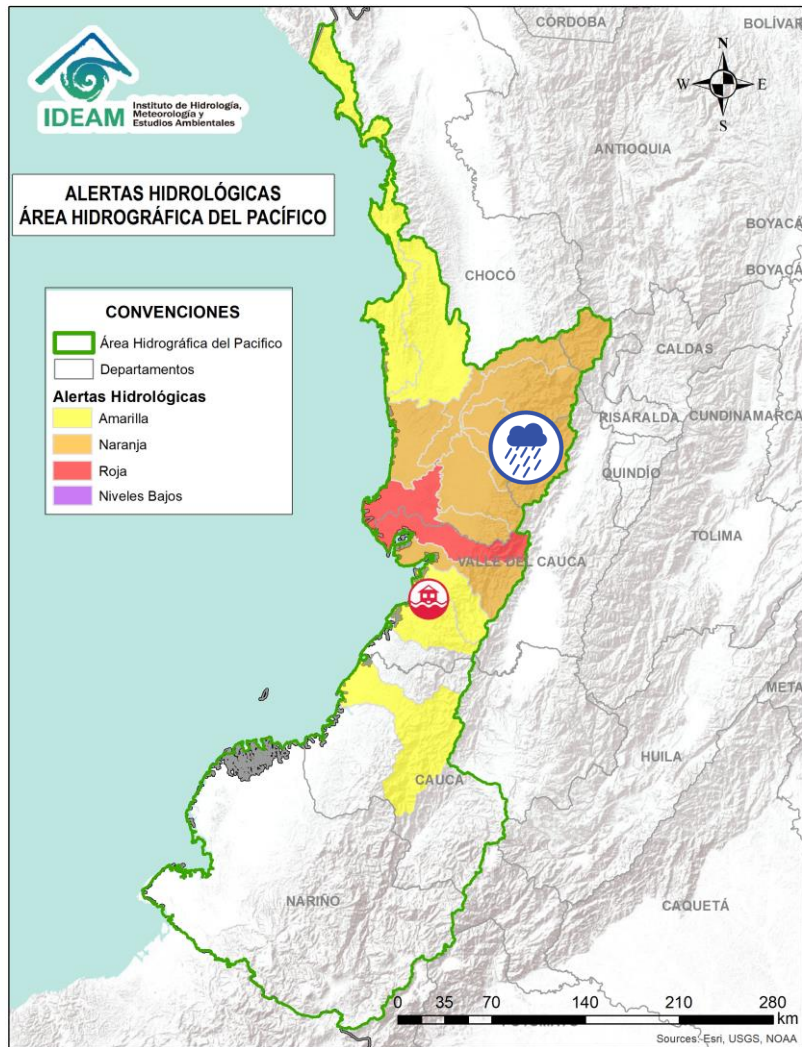 IDEAM
Instituto de Hidrología,
Meteorología y
Estudios Ambientales
CÓRDOBA
BOLÍVAR
N
W
E
S
ALERTAS HIDROLÓGICAS
ÁREA HIDROGRÁFICA DEL PACÍFICO
ANTIOQUIA
BOYACÁ
BOYACÁ
CHOCÓ
CONVENCIONES
Área Hidrográfica del Pacifico
Departamentos
Alertas Hidrológicas
Amarilla
Naranja
Roja
Niveles Bajos
CALDAS
RISARALDA
CUNDINAMARCA
QUINDÍO
TOLIMA
VALLE DEL CAUCA
META
HUILA
CAUCA
NARIÑO
CAQUETÁ
0 35 70 140 210 280
km
Sources: Esri, USGS, NOAA